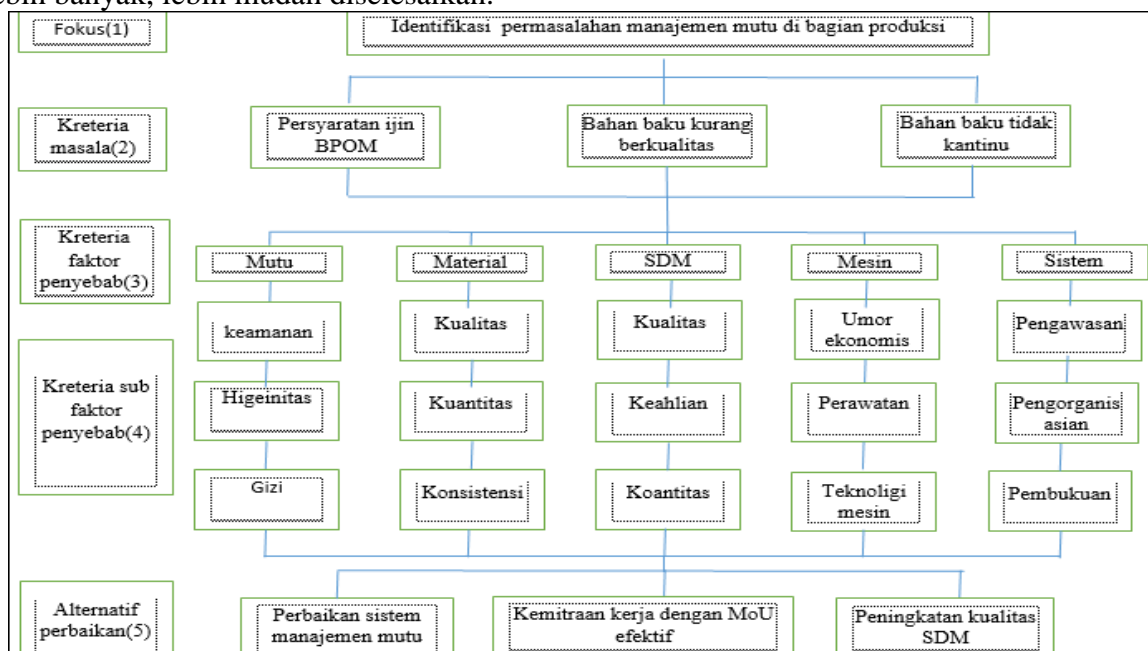 lebih banyak, lebih mudah diselesaikan.
Fokus(1)
Identifikasi permasalahan manajemen mutu di bagian produksi
Kreteria
masala(2)
Persyaratan ijin
BPOM
Bahan baku kurang
berkualitas
Bahan baku tidak
kantinu
Kreteria
faktor
penyebab(3)
Mutu
Material
SDM
Mesin
Sistem
Kreteria sub
faktor
penyebab(4)
keamanan
Kualitas
Kualitas
Umor
ekonomis
Pengawasan
Higeinitas
Kuantitas
Keahlian
Perawatan
Pengorganis
asian
Gizi
Konsistensi
Koantitas
Teknoligi
mesin
Pembukuan
Alternatif
perbaikan(5)
Perbaikan sistem
manajemen mutu
Kemitraan kerja dengan MoU
efektif
Peningkatan kualitas
SDM